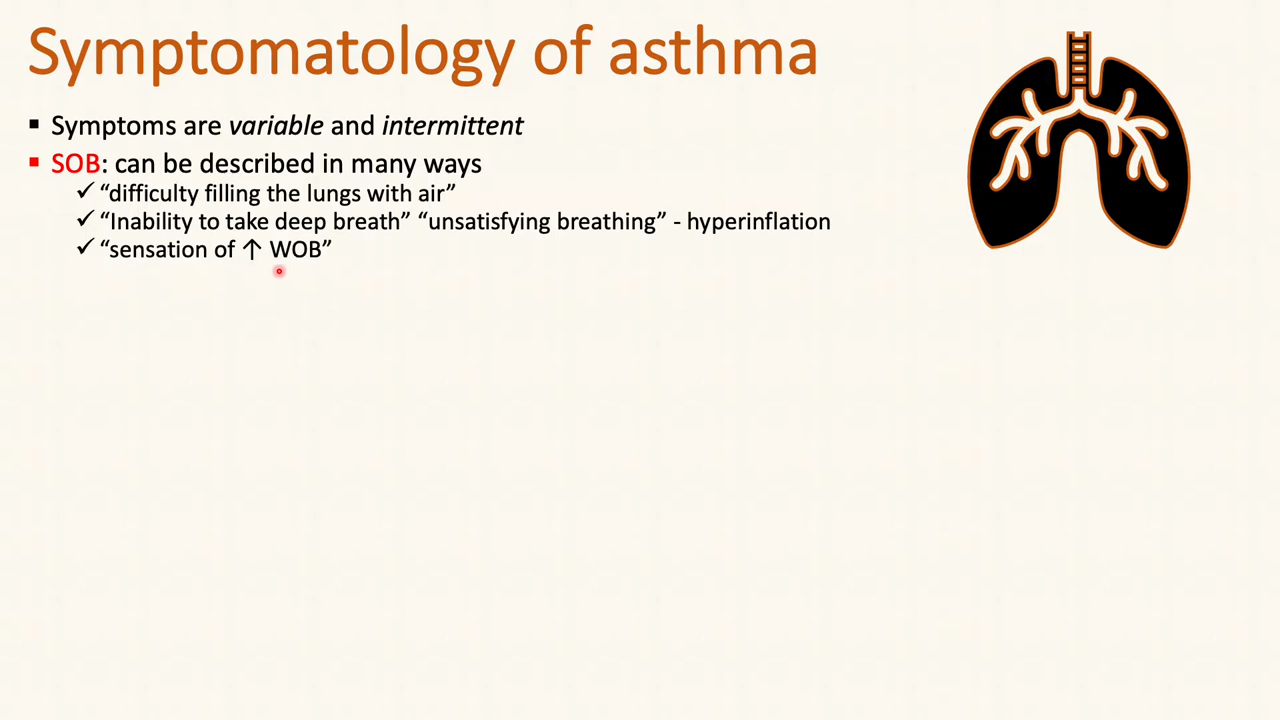 Symptomatology of asthma
▪ Symptoms are variable and intermittent
▪ SOB: can be described in many ways
✓ “difficulty filling the lungs with air”
✓ “Inability to take deep breath” “unsatisfying breathing” - hyperinflation
✓ “sensation of ↑ WOB”